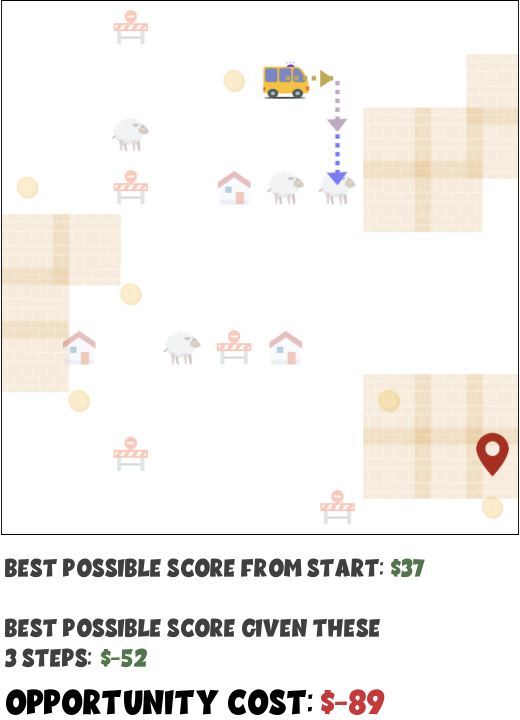 BEST POSSIBLE SCORE FROM START: $37
BEST POSSIBLE SCORE GIVEN THESE
3 STEPS: $-52
OPPORTUNITY COST: $-89